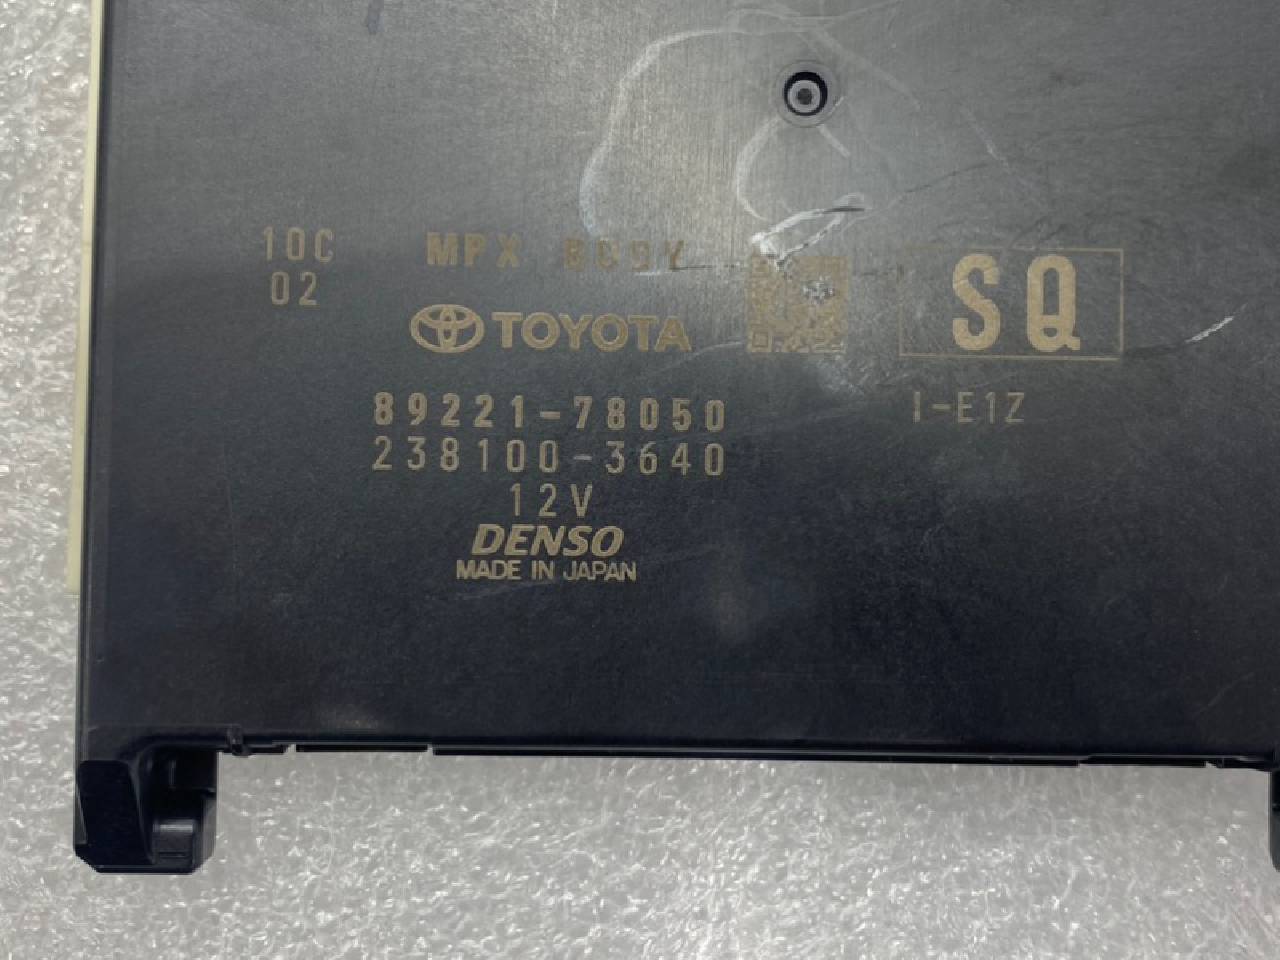 10C
02
MPX BODY
TOYOTA
89221-78050
238100-3640
12V
DENSO
MADE IN JAPAN
SQ
I-E1Z